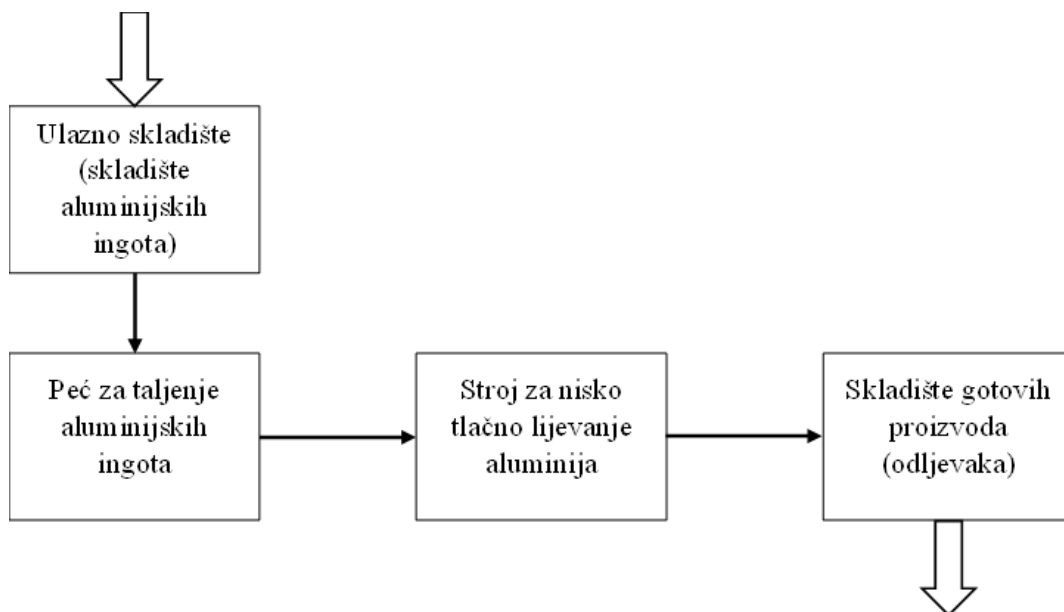 Ulazno skladište
(skladište
aluminijskih
ingota)
Peć za taljenje
aluminijskih
ingota
Stroj za nisko
tlačno lijevanje
aluminija
Skladište gotovih
proizvoda
(odljevaka)